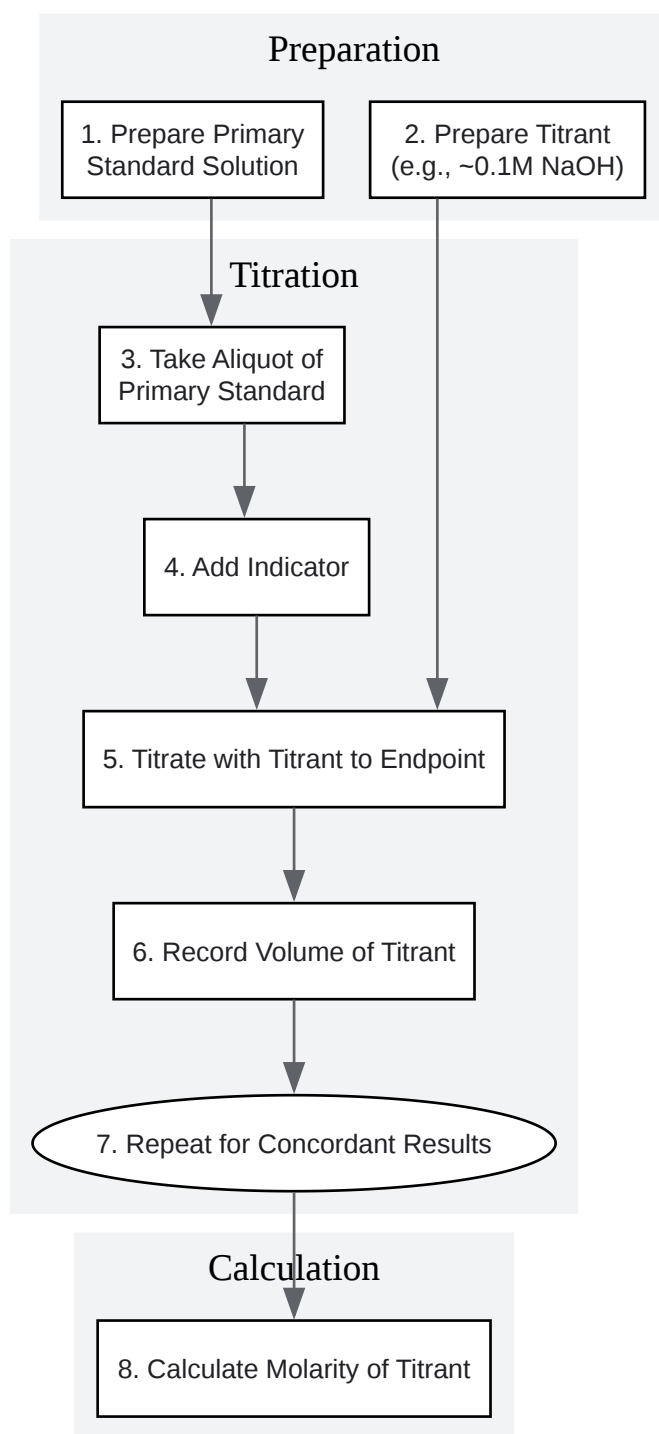 Preparation
1. Prepare Primary
Standard Solution
2. Prepare Titrant
(e.g., ~0.1M NaOH)
Titration
3. Take Aliquot of
Primary Standard
4. Add Indicator
5. Titrate with Titrant to Endpoint
6. Record Volume of Titrant
7. Repeat for Concordant Results
Calculation
8. Calculate Molarity of Titrant